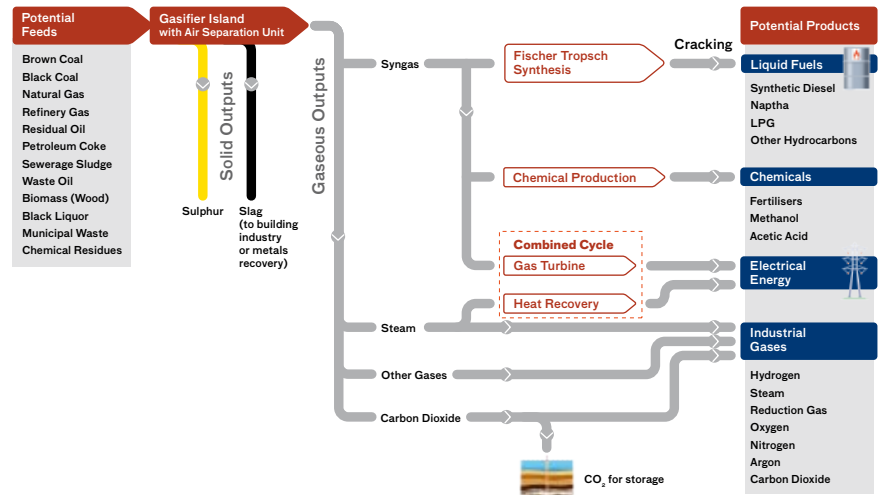 Potential
Feeds
Brown Coal
Black Coal
Natural Gas
Refinery Gas
Residual Oil
Petroleum Coke
Sewerage Sludge
Waste Oil
Biomass (Wood)
Black Liquor
Municipal Waste
Chemical Residues
Gasifier Island
with Air Separation Unit
Solid Outputs
Sulphur
Slag
(to building
industry
or metals
recovery)
Gaseous Outputs
Syngas
Steam
Other Gases
Carbon Dioxide
Fischer Tropsch
Synthesis
Cracking
Chemical Production
Combined Cycle
Gas Turbine
Heat Recovery
CO₂ for storage
Potential Products
Liquid Fuels
Synthetic Diesel
Naptha
LPG
Other Hydrocarbons
Chemicals
Fertilisers
Methanol
Acetic Acid
Electrical
Energy
Industrial
Gases
Hydrogen
Steam
Reduction Gas
Oxygen
Nitrogen
Argon
Carbon Dioxide